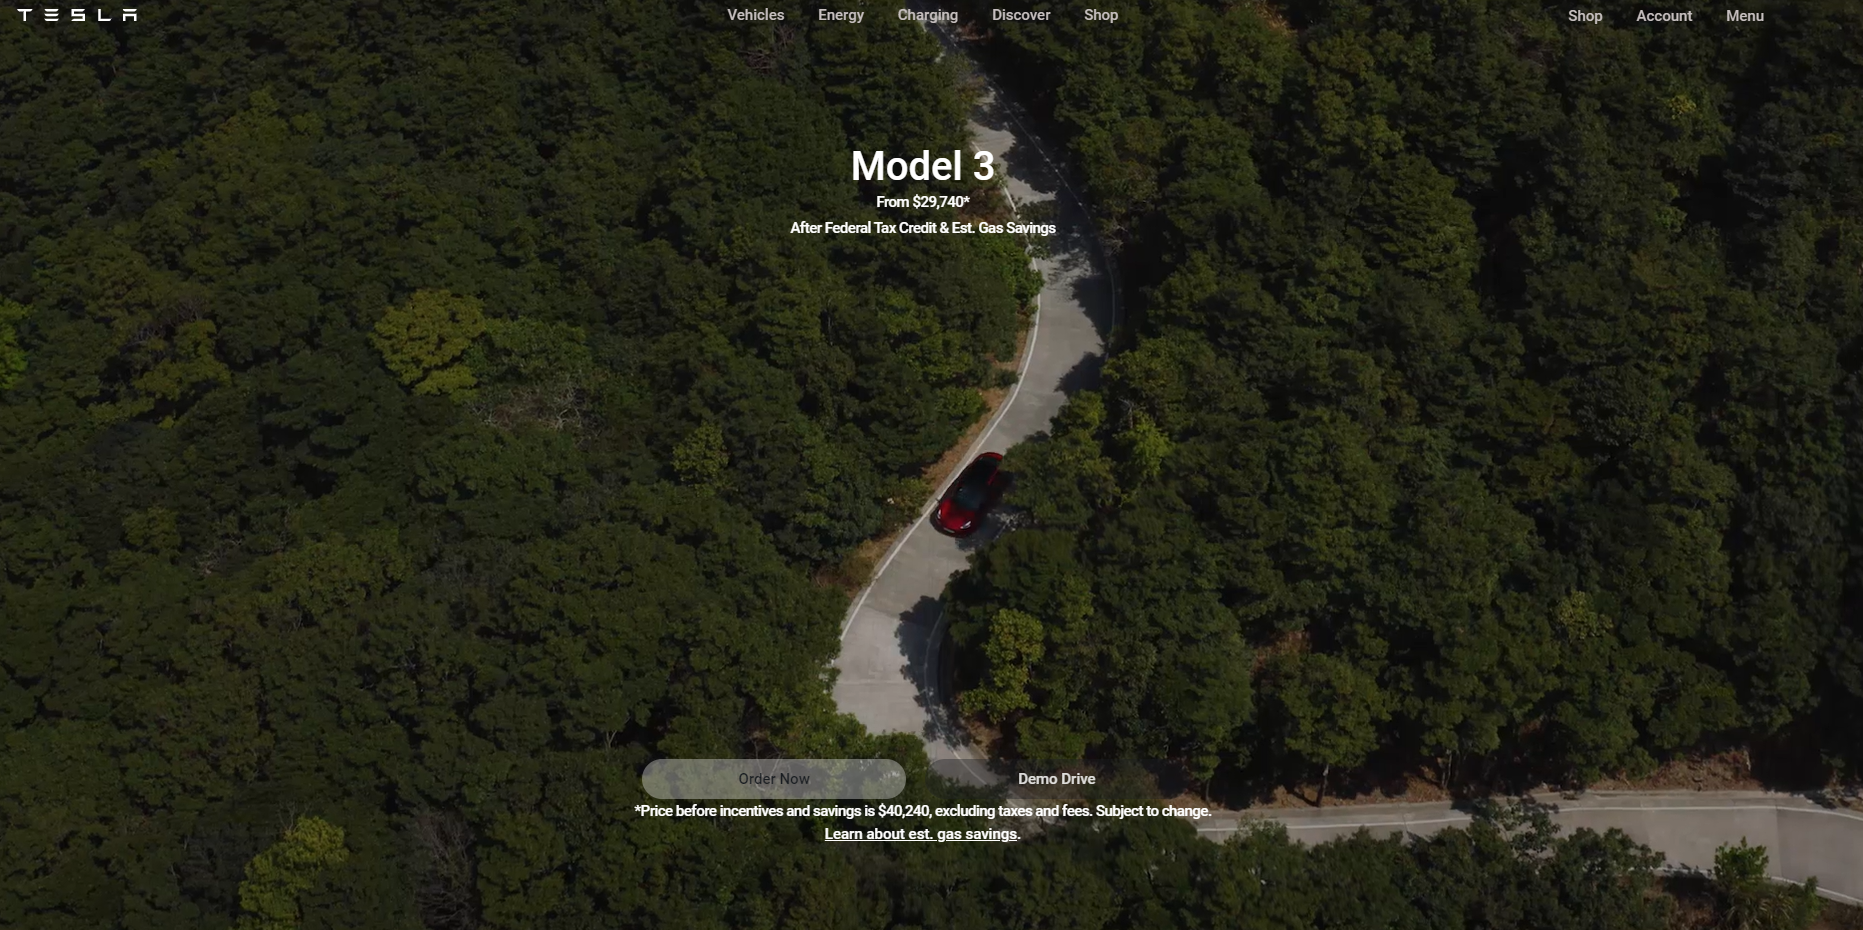 TESLA
Vehicles Energy Charging Discover Shop
Shop Account Menu
Model 3
From $29,740*
After Federal Tax Credit & Est. Gas Savings
Order Now
Demo Drive
*Price before incentives and savings is $40,240, excluding taxes and fees. Subject to change.
Learn about est. gas savings.